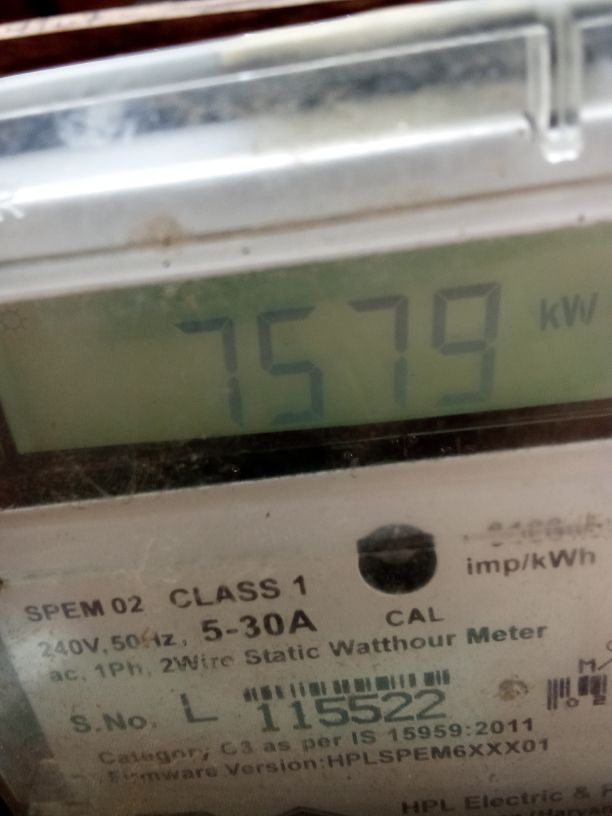 7579 kW
imp/kWh
SPEM 02 CLASS 1
240V, 50Hz, 5-30A CAL
ac, 1Ph, 2Wire Static Watthour Meter
S.No. L 115522
Category C3 as per IS 15959:2011
Firmware Version:HPLSPEM6XXX01
HPL Electric &